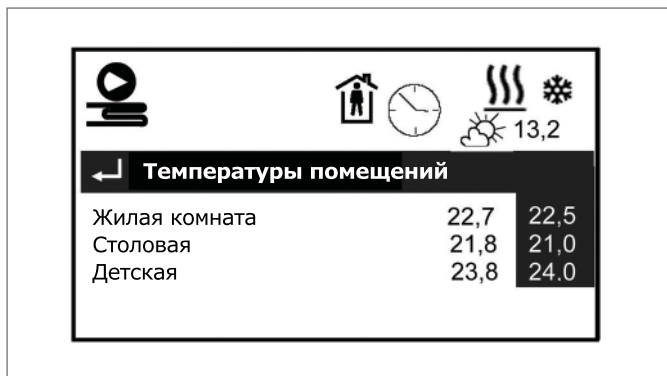 13,2
Температуры помещений
Жилая комната 22,7 22,5
Столовая 21,8 21,0
Детская 23,8 24.0